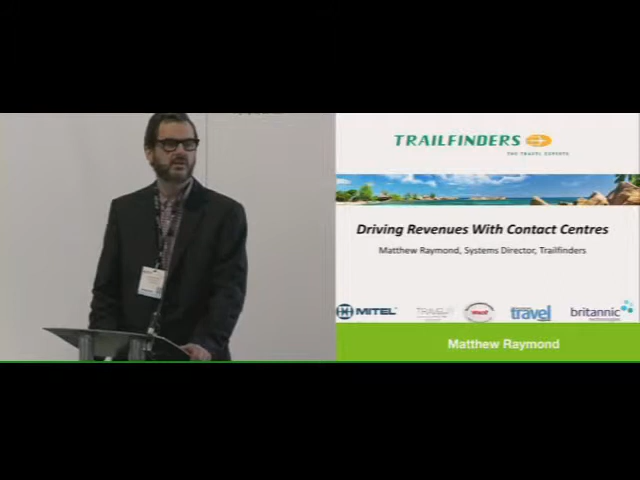 TRAILFINDERS
THE TRAVEL EXPERTS
Driving Revenues With Contact Centres
Matthew Raymond, Systems Director, Trailfinders
MITEL
travel
britannic
technologies
Matthew Raymond